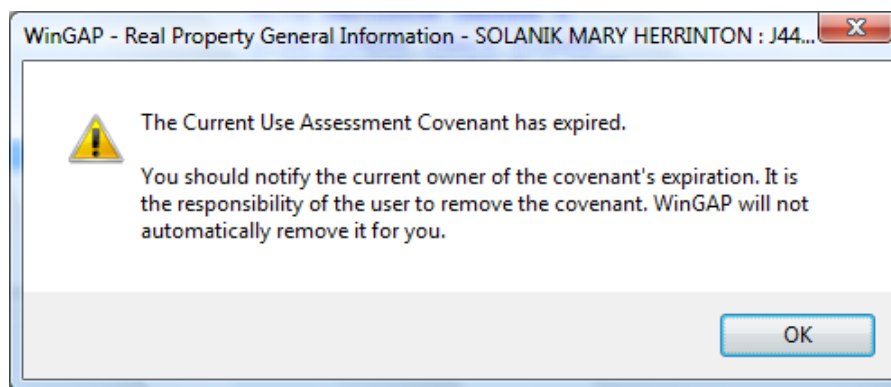 WinGAP - Real Property General Information - SOLANIK MARY HERRINTON : J44...
The Current Use Assessment Covenant has expired.
You should notify the current owner of the covenant's expiration. It is
the responsibility of the user to remove the covenant. WinGAP will not
automatically remove it for you.
OK